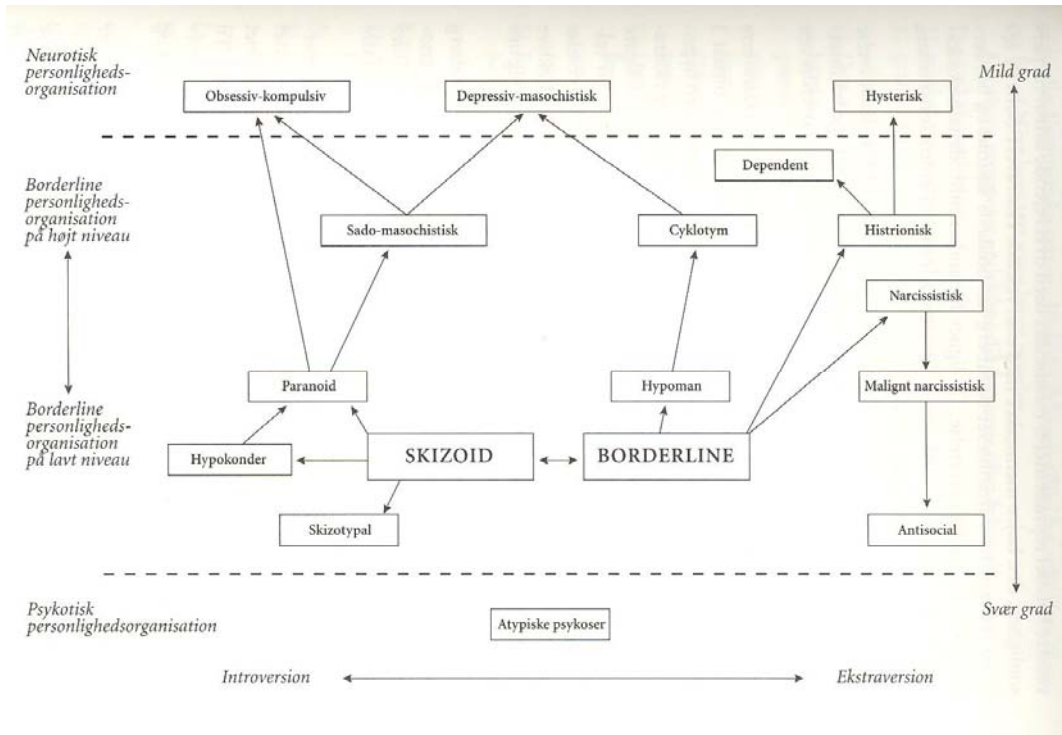 Neurotisk
personligheds-
organisation
Mild grad
Obsessiv-kompulsiv
Depressiv-masochistisk
Hysterisk
Dependent
Borderline
personligheds-
organisation
på højt niveau
Sado-masochistisk
Cyklotym
Histrionisk
Narcissistisk
Paranoid
Hypoman
Malignt narcissistisk
Borderline
personligheds-
organisation
på lavt niveau
Hypokonder
SKIZOID
BORDERLINE
Skizotypal
Antisocial
Psykotisk
personlighedsorganisation
Svær grad
Atypiske psykoser
Introversion
Ekstraversion